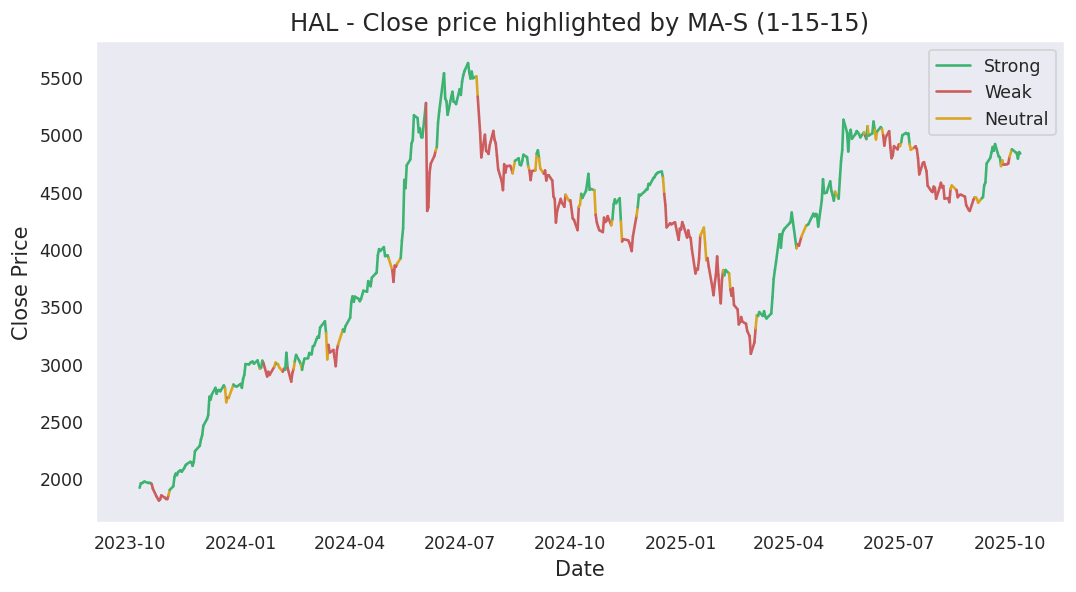 HAL - Close price highlighted by MA-S (1-15-15)
Strong
Weak
Neutral
Close Price
5500
5000
4500
4000
3500
3000
2500
2000
2023-10 2024-01 2024-04 2024-07 2024-10 2025-01 2025-04 2025-07 2025-10
Date